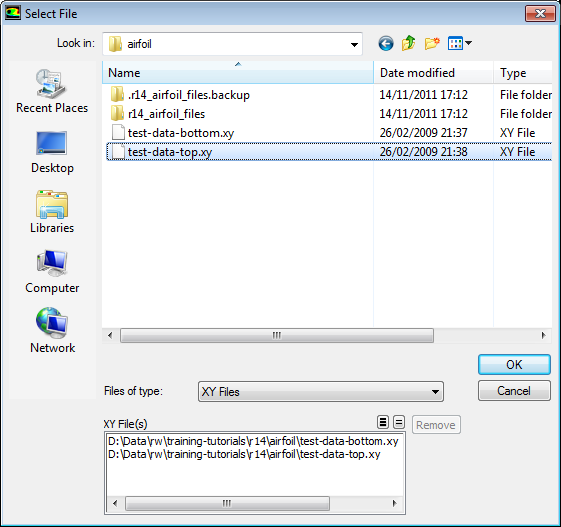 Select File
Look in: airfoil
Name Date modified Type
.r14_airfoil_files.backup 14/11/2011 17:12 File folder
r14_airfoil_files 14/11/2011 17:12 File folder
test-data-bottom.xy 26/02/2009 21:37 XY File
test-data-top.xy 26/02/2009 21:38 XY File
Recent Places
Desktop
Libraries
Computer
Network
OK
Files of type: XY Files Cancel
XY File(s) Remove
D:\Data\rw\training-tutorials\r14\airfoil\test-data-bottom.xy
D:\Data\rw\training-tutorials\r14\airfoil\test-data-top.xy